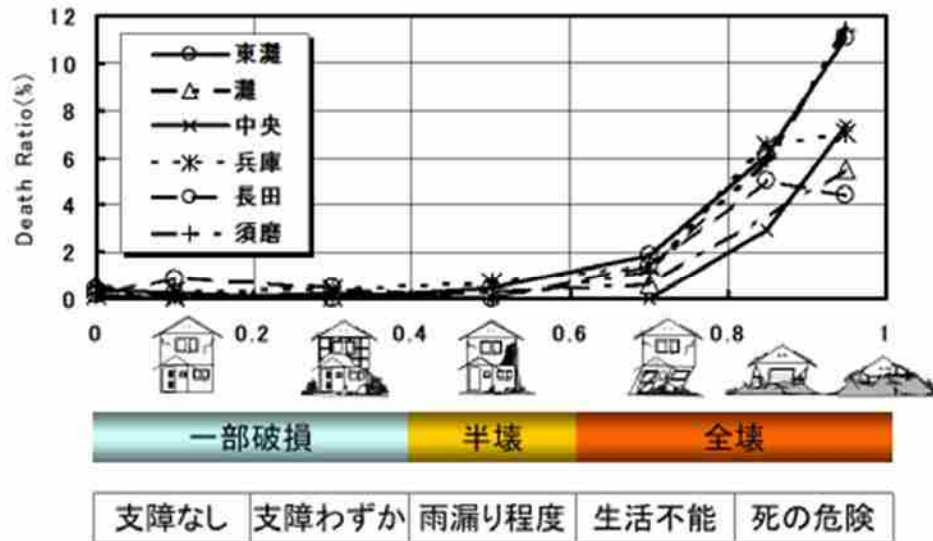 12
10
8
6
4
2
0
Death Ratio(%)
東灘
灘
中央
兵庫
長田
須磨
0 0.2 0.4 0.6 0.8 1
一部破損 半壊 全壊
支障なし 支障わずか 雨漏り程度 生活不能 死の危険